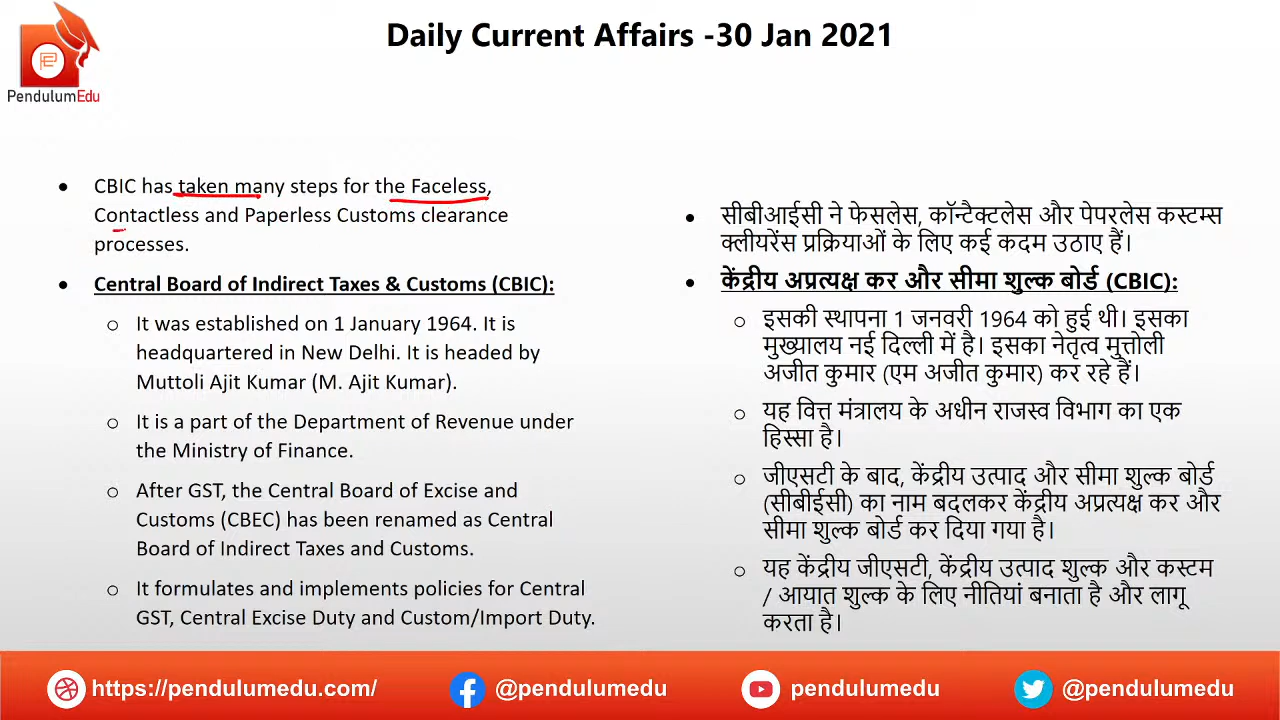 Daily Current Affairs -30 Jan 2021
PendulumEdu
CBIC has taken many steps for the Faceless,
Contactless and Paperless Customs clearance
processes.
Central Board of Indirect Taxes & Customs (CBIC):
It was established on 1 January 1964. It is
headquartered in New Delhi. It is headed by
Muttoli Ajit Kumar (M. Ajit Kumar).
It is a part of the Department of Revenue under
the Ministry of Finance.
After GST, the Central Board of Excise and
Customs (CBEC) has been renamed as Central
Board of Indirect Taxes and Customs.
It formulates and implements policies for Central
GST, Central Excise Duty and Custom/Import Duty.
सीबीआईसी ने फेसलेस, कॉन्टैक्टलेस और पेपरलेस कस्टम्स
क्लीयरेंस प्रक्रियाओं के लिए कई कदम उठाए हैं।
केंद्रीय अप्रत्यक्ष कर और सीमा शुल्क बोर्ड (CBIC):
इसकी स्थापना 1 जनवरी 1964 को हुई थी। इसका
मुख्यालय नई दिल्ली में है। इसका नेतृत्व मुत्तोली
अजीत कुमार (एम अजीत कुमार) कर रहे हैं।
यह वित्त मंत्रालय के अधीन राजस्व विभाग का एक
हिस्सा है।
जीएसटी के बाद, केंद्रीय उत्पाद और सीमा शुल्क बोर्ड
(सीबीईसी) का नाम बदलकर केंद्रीय अप्रत्यक्ष कर और
सीमा शुल्क बोर्ड कर दिया गया है।
यह केंद्रीय जीएसटी, केंद्रीय उत्पाद शुल्क और कस्टम
/ आयात शुल्क के लिए नीतियां बनाता है और लागू
करता है।
https://pendulumedu.com/
@pendulumedu
pendulumedu
@pendulumedu